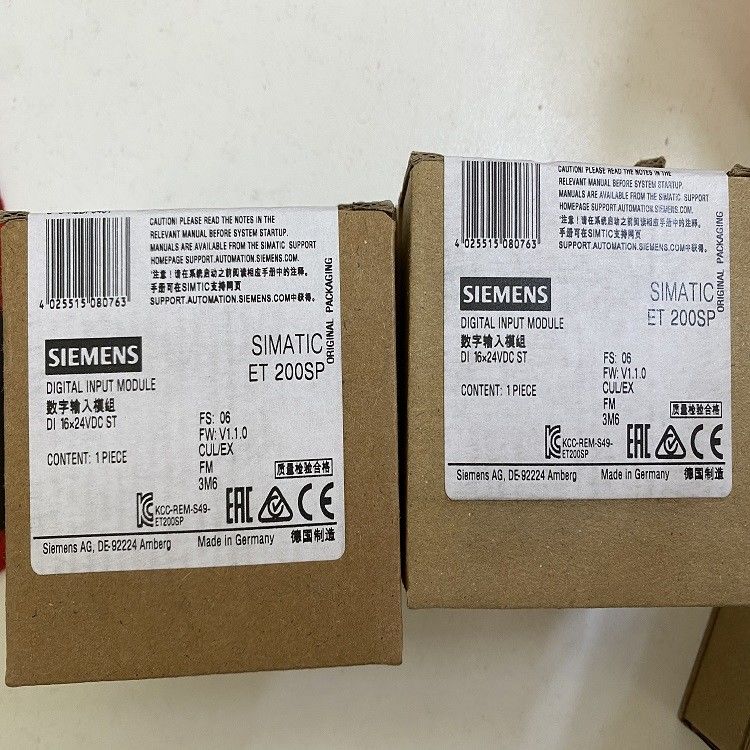 CAUTION! PLEASE READ THE NOTES IN THE
RELEVANT MANUAL BEFORE SYSTEM STARTUP.
MANUALS ARE AVAILABLE FROM THE SIMATIC SUPPORT
HOMEPAGE SUPPORT.AUTOMATION.SIEMENS.COM.
"注意！请在系统启动之前阅读相应手册中的注释。
手册可在SIMTIC支持网页
SUPPORT.AUTOMATION.SIEMENS.COM中获得。
4 025515 080763
ORIGINAL PACKAGING
SIEMENS
SIMATIC
ET 200SP
DIGITAL INPUT MODULE
数字输入模组
DI 16x24VDC ST
CONTENT: 1 PIECE
FS: 06
FW: V1.1.0
CUL/EX
FM
3M6
质量检验合格
KCC-REM-S49-
ET200SP
EAC
CE
Siemens AG, DE-92224 Amberg
Made in Germany
德国制造
CAUTION! PLEASE READ THE NOTES IN THE
RELEVANT MANUAL BEFORE SYSTEM STARTUP.
MANUALS ARE AVAILABLE FROM THE SIMATIC SUPPORT
HOMEPAGE SUPPORT.AUTOMATION.SIEMENS.COM.
"注意！请在系统启动之前阅读相应手册中的注释。
手册可在SIMTIC支持网页
SUPPORT.AUTOMATION.SIEMENS.COM中获得。
4 025515 080763
ORIGINAL PACKAGING
SIEMENS
SIMATIC
ET 200SP
DIGITAL INPUT MODULE
数字输入模组
DI 16x24VDC ST
CONTENT: 1 PIECE
FS: 06
FW: V1.1.0
CUL/EX
FM
3M6
质量检验合格
KCC-REM-S49-
ET200SP
EAC
CE
Siemens AG, DE-92224 Amberg
Made in Germany
德国制造